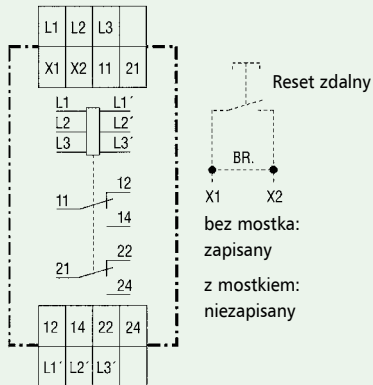 L1 L2 L3
X1 X2 11 21
L1 L1´
L2 L2´
L3 L3´
12
11
14
22
21
24
12 14 22 24
L1´ L2´ L3´
Reset zdalny
BR.
X1 X2
bez mostka:
zapisany
z mostkiem:
niezapisany